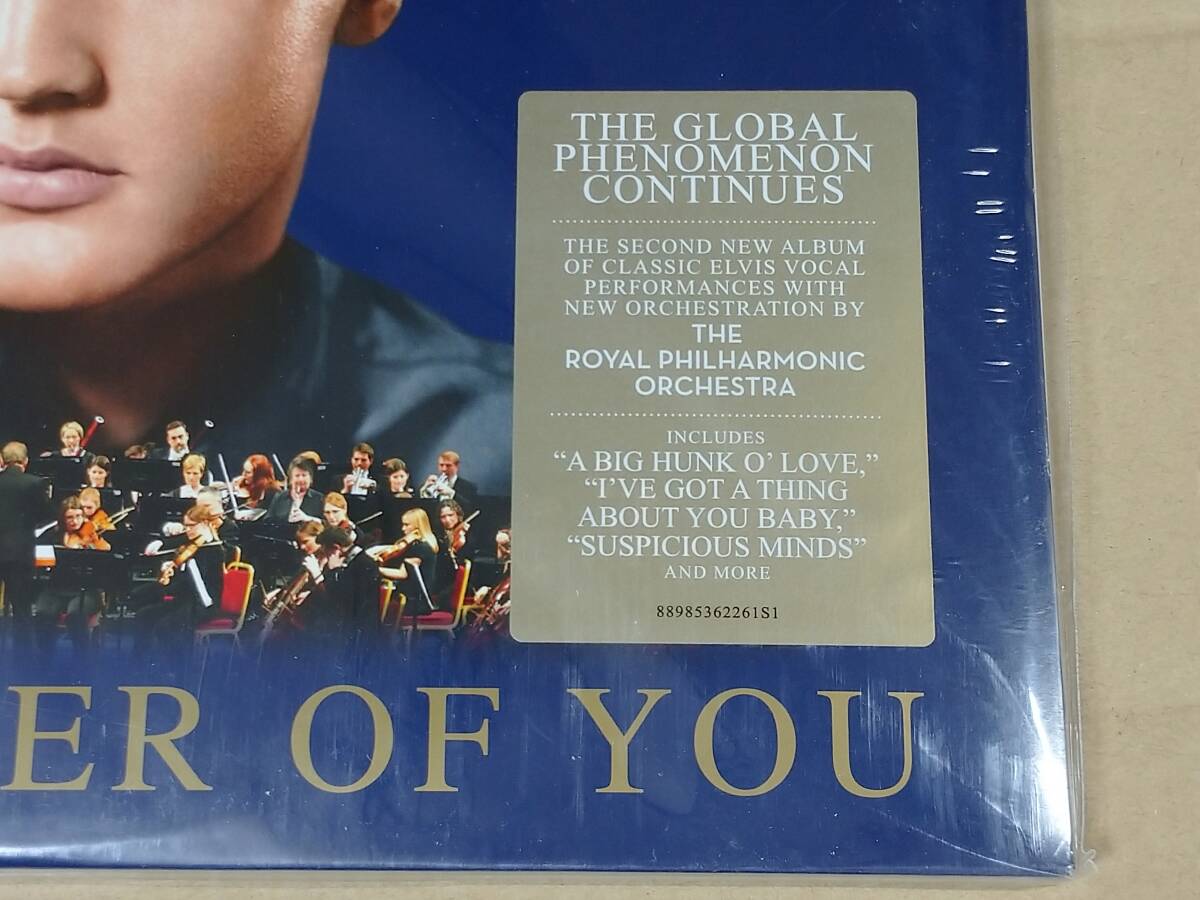 THE GLOBAL
PHENOMENON
CONTINUES
THE SECOND NEW ALBUM
OF CLASSIC ELVIS VOCAL
PERFORMANCES WITH
NEW ORCHESTRATION BY
THE
ROYAL PHILHARMONIC
ORCHESTRA
INCLUDES
“A BIG HUNK O’ LOVE,”
“I’VE GOT A THING
ABOUT YOU BABY,”
“SUSPICIOUS MINDS”
AND MORE
88985362261S1
ER OF YOU